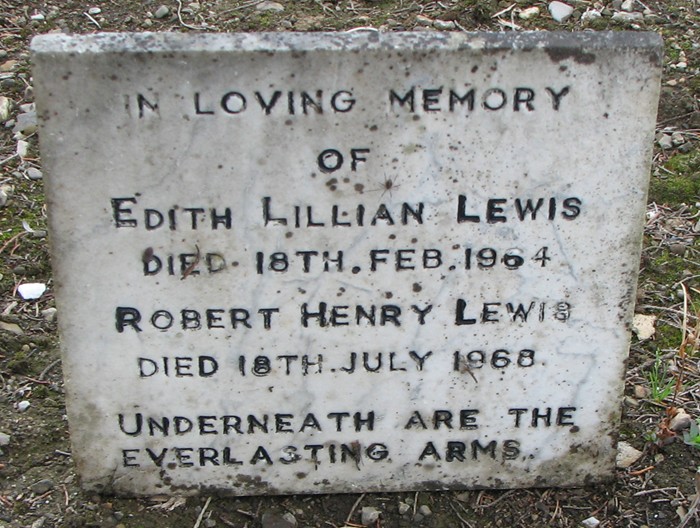 IN LOVING MEMORY
OF
EDITH LILLIAN LEWIS
DIED 18TH. FEB. 1964
ROBERT HENRY LEWIS
DIED 18TH. JULY 1968.
UNDERNEATH ARE THE
EVERLASTING ARMS.